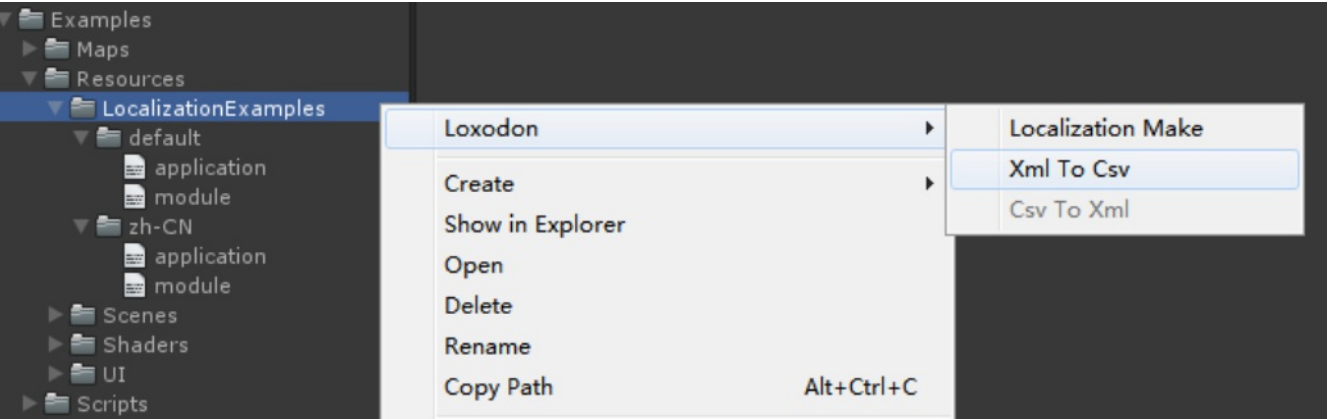 Examples
Maps
Resources
LocalizationExamples
default
application
module
zh-CN
application
module
Scenes
Shaders
UI
Scripts
Loxodon
Create
Show in Explorer
Open
Delete
Rename
Copy Path Alt+Ctrl+C
Localization Make
Xml To Csv
Csv To Xml